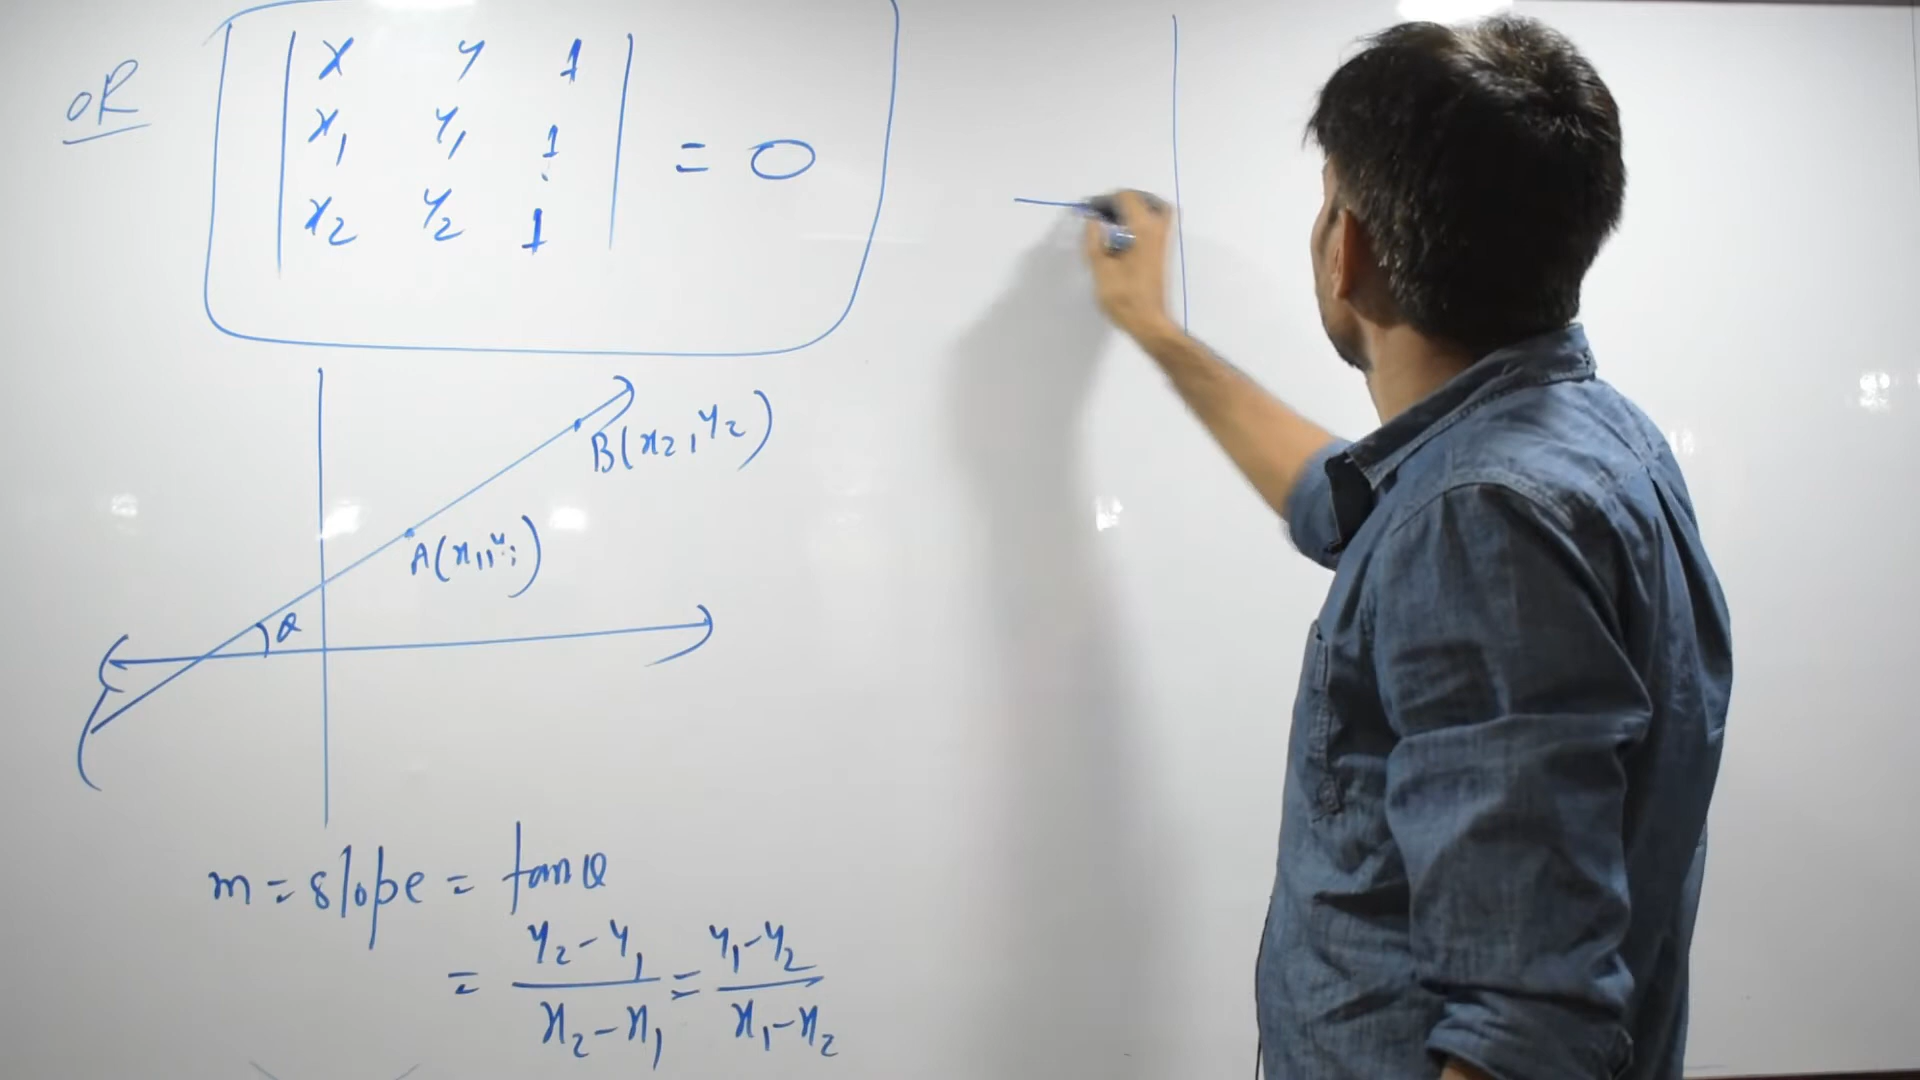 OR
| x y 1 |
| x₁ y₁ 1 | = 0
| x₂ y₂ 1 |
B(x₂, y₂)
A(x₁, y₁)
θ
m = slope = tan θ
= y₂-y₁ / x₂-x₁ = y₁-y₂ / x₁-x₂